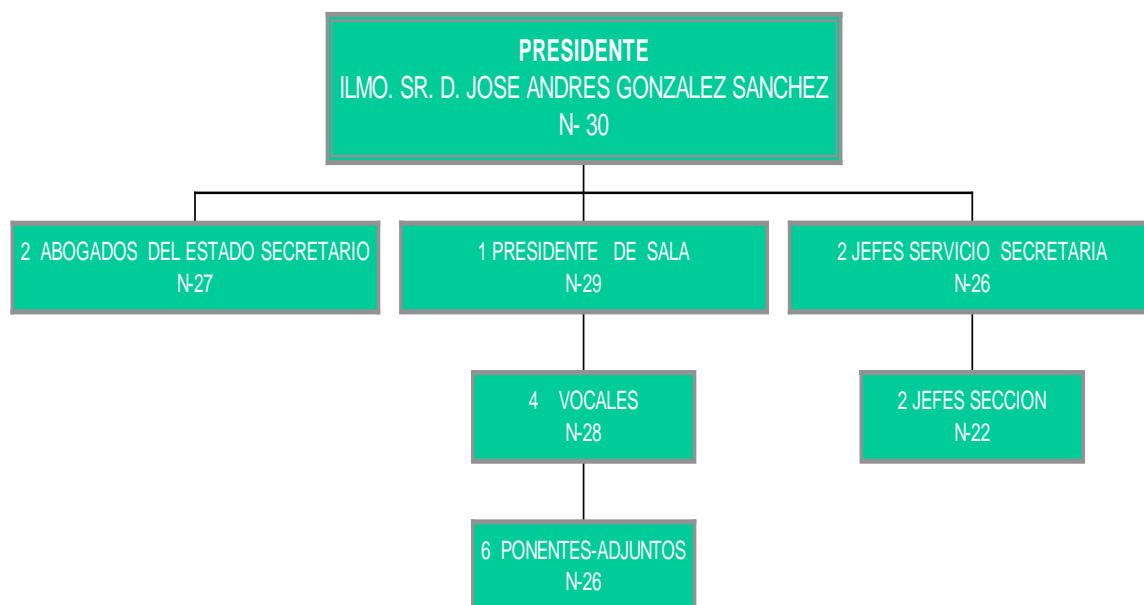 PRESIDENTE
ILMO. SR. D. JOSE ANDRES GONZALEZ SANCHEZ
N- 30
2 ABOGADOS DEL ESTADO SECRETARIO
N-27
1 PRESIDENTE DE SALA
N-29
2 JEFES SERVICIO SECRETARIA
N-26
4 VOCALES
N-28
2 JEFES SECCION
N-22
6 PONENTES-ADJUNTOS
N-26